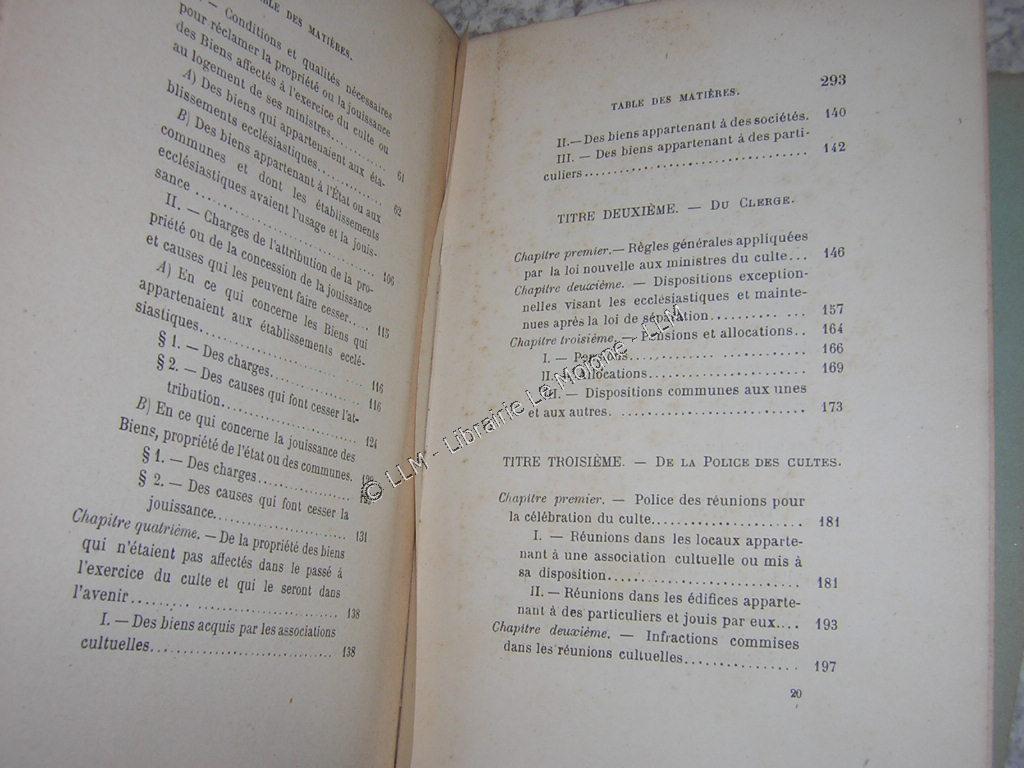 TABLE DES MATIÈRES.
— Conditions et qualités nécessaires
pour réclamer la propriété ou la jouissance
des Biens affectés à l'exercice du culte ou
au logement de ses ministres. ........... 61
A) Des biens qui appartenaient aux éta-
blissements ecclésiastiques............ 62
B) Des biens appartenant à l'État ou aux
communes et dont les établissements
ecclésiastiques avaient l'usage et la jouis-
sance .................... 106
II. — Charges de l'attribution de la pro-
priété ou de la concession de la jouissance
et causes qui les peuvent faire cesser..... 115
A) En ce qui concerne les Biens qui
appartenaient aux établissements ecclé-
siastiques...................... 116
§ 1. — Des charges............... 116
§ 2. — Des causes qui font cesser l'at-
tribution.................... 124
B) En ce qui concerne la jouissance des
Biens, propriété de l'état ou des communes.
§ 1. — Des charges...............
§ 2. — Des causes qui font cesser la
jouissance.................... 131
Chapitre quatrième. — De la propriété des biens
qui n'étaient pas affectés dans le passé à
l'exercice du culte et qui le seront dans
l'avenir......... .................... 138
I. — Des biens acquis par les associations
cultuelles......................... 138
TABLE DES MATIÈRES. 293
II. — Des biens appartenant à des sociétés. 140
III. — Des biens appartenant à des parti-
culiers............................ 142
TITRE DEUXIÈME. — DU CLERGE.
Chapitre premier. — Règles générales appliquées
par la loi nouvelle aux ministres du culte... 146
Chapitre deuxième. — Dispositions exception-
nelles visant les ecclésiastiques et mainte-
nues après la loi de séparation.......... ... 157
Chapitre troisième. — Pensions et allocations.. 164
I. — Pensions................... 166
II. — Allocations.................... 169
III. — Dispositions communes aux unes
et aux autres. ........................ 173
TITRE TROISIÈME. — DE LA POLICE DES CULTES.
Chapitre premier. — Police des réunions pour
la célébration du culte.................... 181
I. — Réunions dans les locaux apparte-
nant à une association cultuelle ou mis à
sa disposition......................... 181
II. — Réunions dans les édifices apparte-
nant à des particuliers et jouis par eux.... 193
Chapitre deuxième. — Infractions commises
dans les réunions cultuelles................ 197
20
© LLM - Librairie Le Moigne - LLM